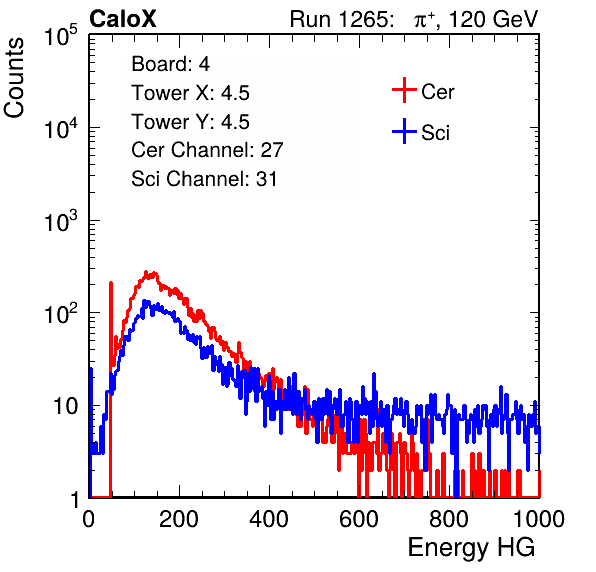 CaloX Run 1265: π⁺, 120 GeV
Counts
Board: 4
Tower X: 4.5
Tower Y: 4.5
Cer Channel: 27
Sci Channel: 31
Cer
Sci
10⁵
10⁴
10³
10²
10
1
0 200 400 600 800 1000
Energy HG